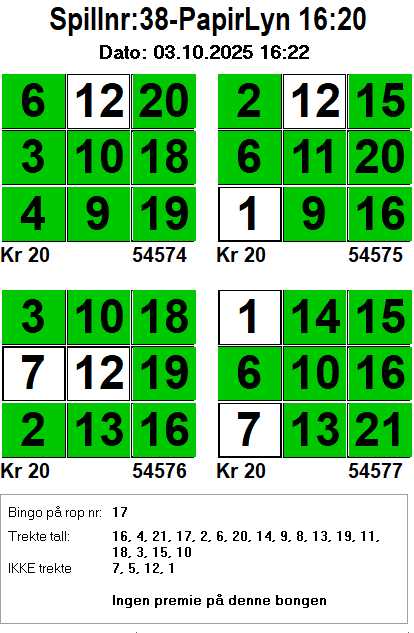 Spillnr:38-PapirLyn 16:20
Dato: 03.10.2025 16:22
6 12 20 2 12 15
3 10 18 6 11 20
4 9 19 1 9 16
Kr 20 54574 Kr 20 54575
3 10 18 1 14 15
7 12 19 6 10 16
2 13 16 7 13 21
Kr 20 54576 Kr 20 54577
Bingo på rop nr: 17
Trekte tall: 16, 4, 21, 17, 2, 6, 20, 14, 9, 8, 13, 19, 11,
18, 3, 15, 10
IKKE trekte 7, 5, 12, 1
Ingen premie på denne bongen